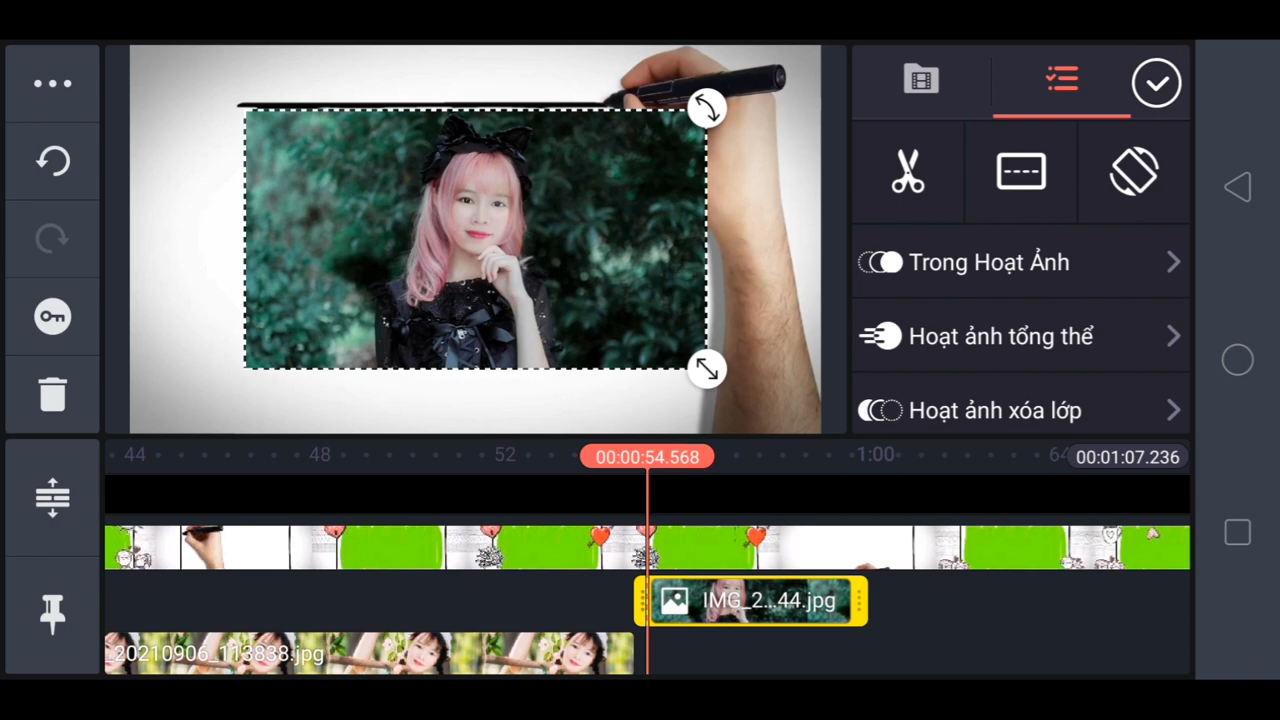 Trong Hoạt Ảnh
Hoạt ảnh tổng thể
Hoạt ảnh xóa lớp
44
48
52
00:00:54.568
1:00
64
00:01:07.236
IMG_2...44.jpg
20210906_113838.jpg